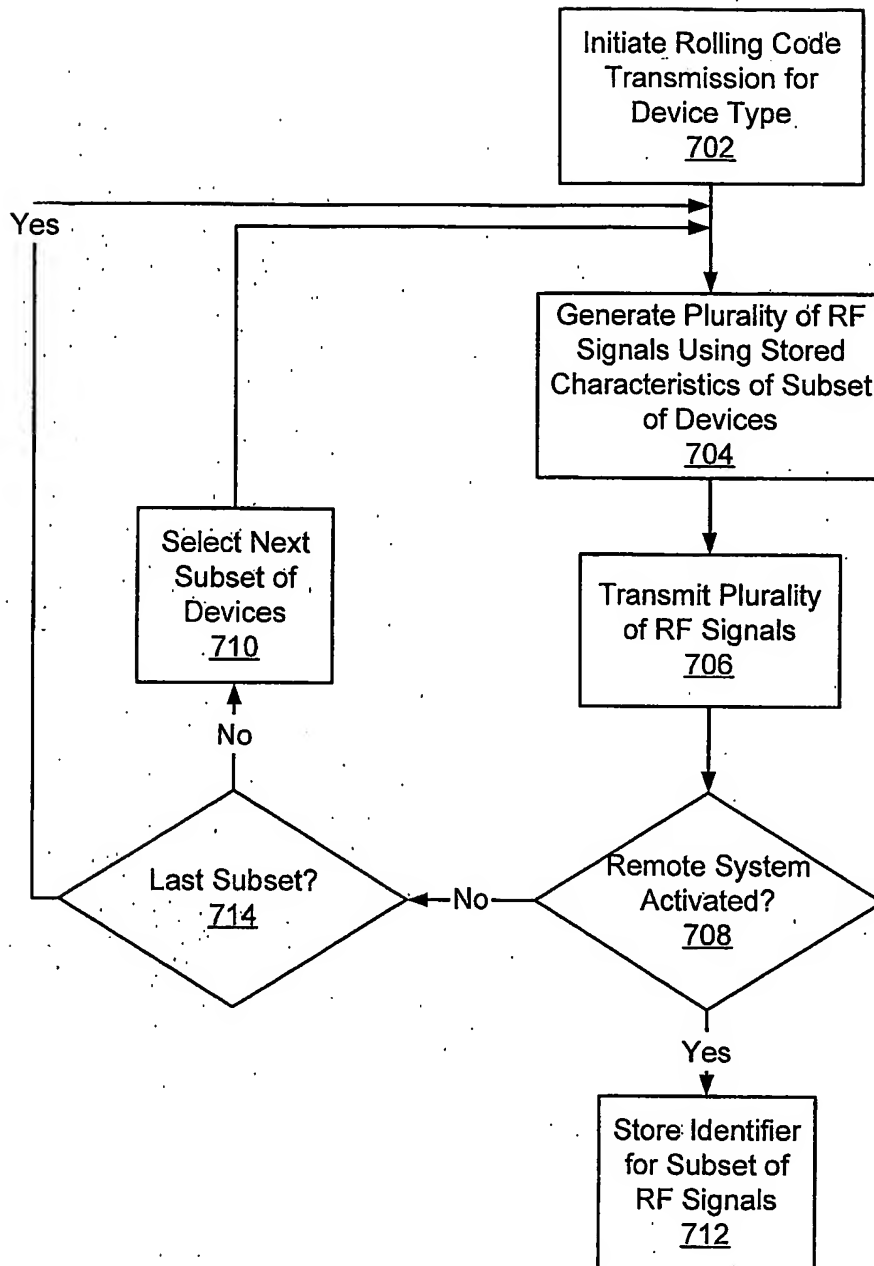 Initiate Rolling Code
Transmission for
Device Type
702
Yes
Generate Plurality of RF
Signals Using Stored
Characteristics of Subset
of Devices
704
Select Next
Subset of
Devices
710
Transmit Plurality
of RF Signals
706
No
Last Subset?
714
No
Remote System
Activated?
708
Yes
Store Identifier
for Subset of
RF Signals
712